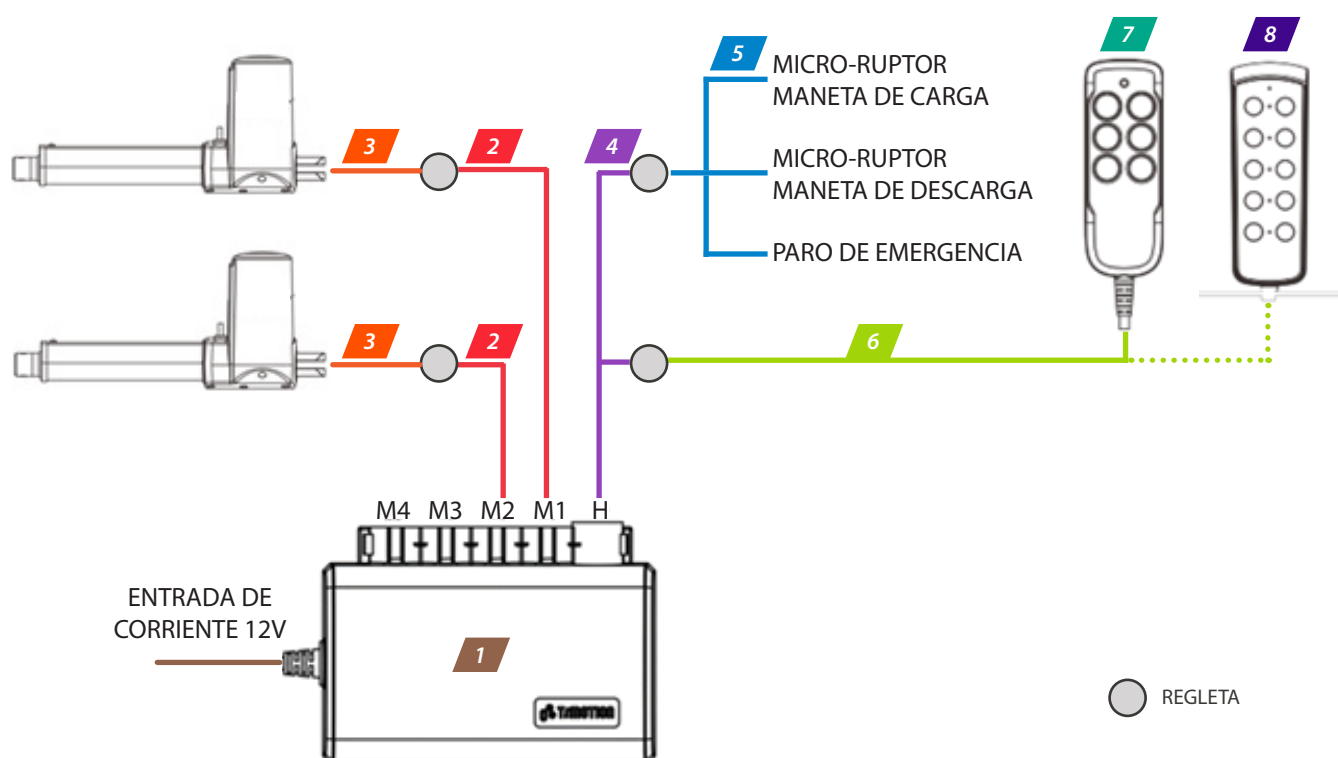 7
8
5
MICRO-RUPTOR
MANETA DE CARGA
3
2
4
MICRO-RUPTOR
MANETA DE DESCARGA
PARO DE EMERGENCIA
3
2
6
M4 M3 M2 M1 H
ENTRADA DE
CORRIENTE 12V
1
TiMOTION
REGLETA